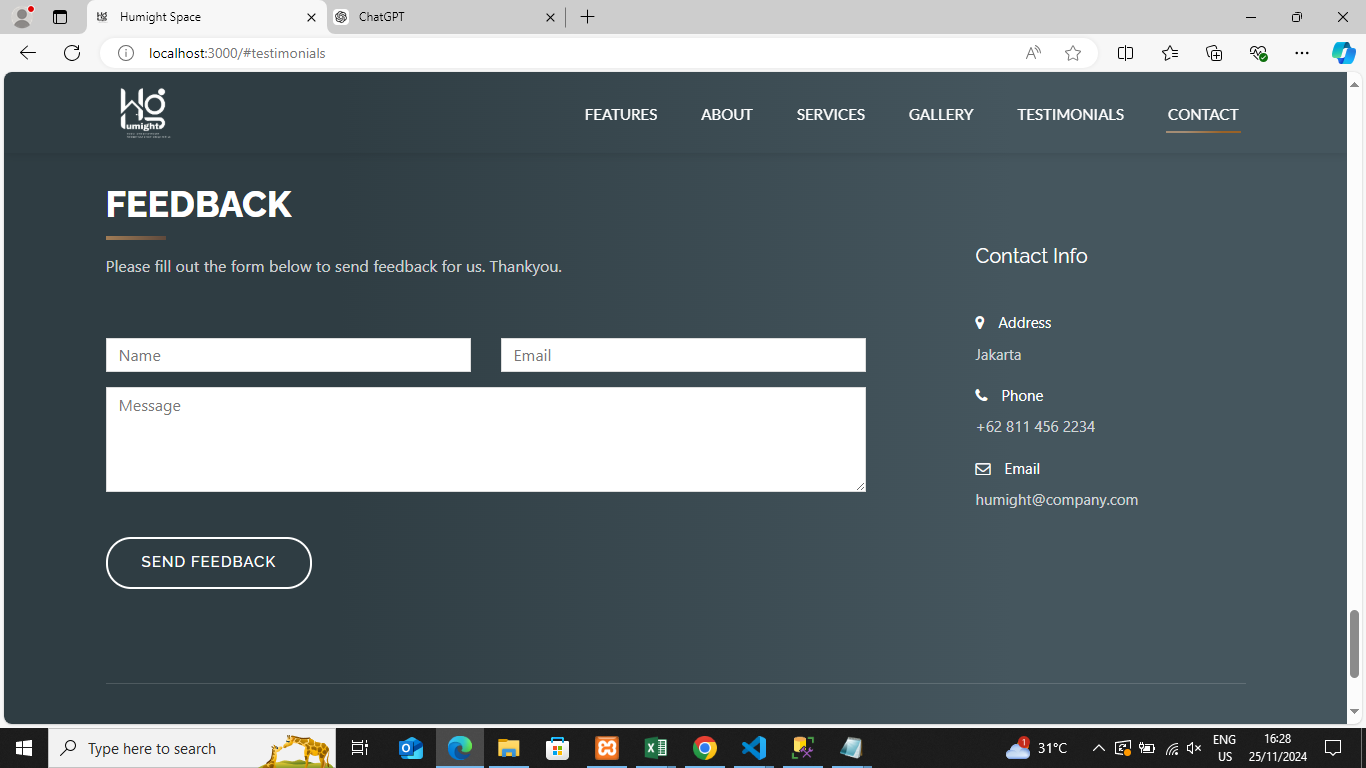 Humight Space
ChatGPT
localhost:3000/#testimonials
umight
FEATURES ABOUT SERVICES GALLERY TESTIMONIALS CONTACT
FEEDBACK
Please fill out the form below to send feedback for us. Thankyou.
Name Email
Message
SEND FEEDBACK
Contact Info
Address
Jakarta
Phone
+62 811 456 2234
Email
humight@company.com
Type here to search
1
31°C
ENG
US
16:28
25/11/2024